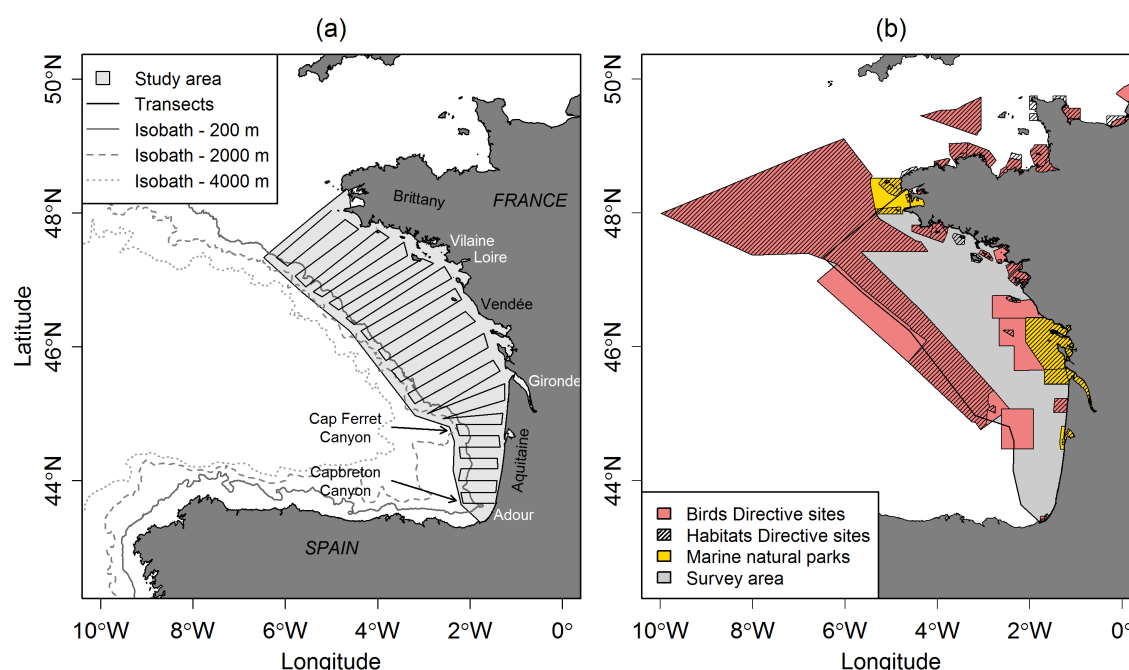 (a)
50°N
48°N
46°N
44°N
Latitude
Study area
Transects
Isobath - 200 m
Isobath - 2000 m
Isobath - 4000 m
Brittany
FRANCE
Vilaine
Loire
Vendée
Gironde
Cap Ferret
Canyon
Aquitaine
Capbreton
Canyon
Adour
SPAIN
10°W
8°W
6°W
4°W
2°W
0°
Longitude
(b)
50°N
48°N
46°N
44°N
Birds Directive sites
Habitats Directive sites
Marine natural parks
Survey area
10°W
8°W
6°W
4°W
2°W
0°
Longitude